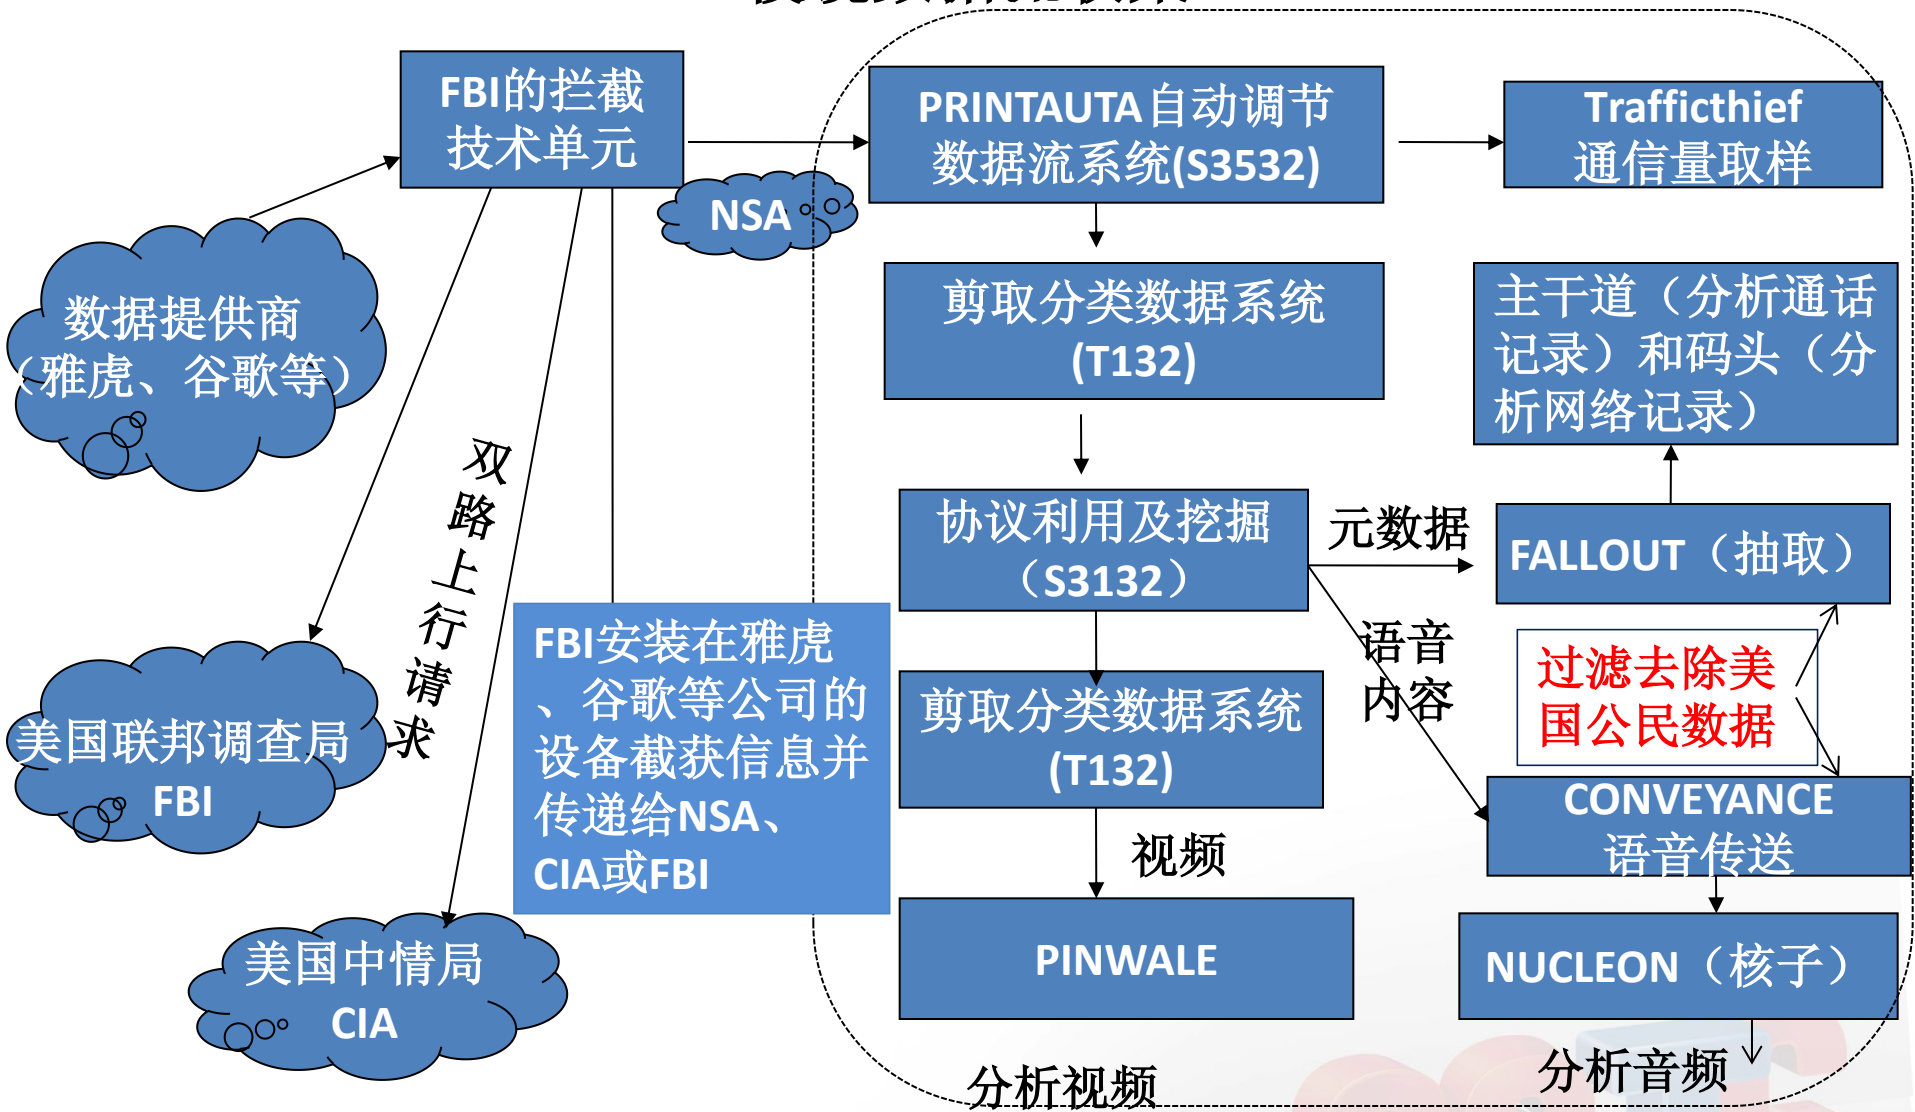 FBI的拦截
技术单元
PRINTAUTA自动调节
数据流系统(S3532)
Trafficthief
通信量取样
NSA
数据提供商
（雅虎、谷歌等）
剪取分类数据系统
(T132)
主干道（分析通话
记录）和码头（分
析网络记录）
双路上行请求
协议利用及挖掘
（S3132）
元数据
FALLOUT（抽取）
语音
内容
过滤去除美
国公民数据
FBI安装在雅虎
、谷歌等公司的
设备截获信息并
传递给NSA、
CIA或FBI
美国联邦调查局
FBI
剪取分类数据系统
(T132)
CONVEYANCE
语音传送
视频
美国中情局
CIA
PINWALE
NUCLEON（核子）
分析视频
分析音频